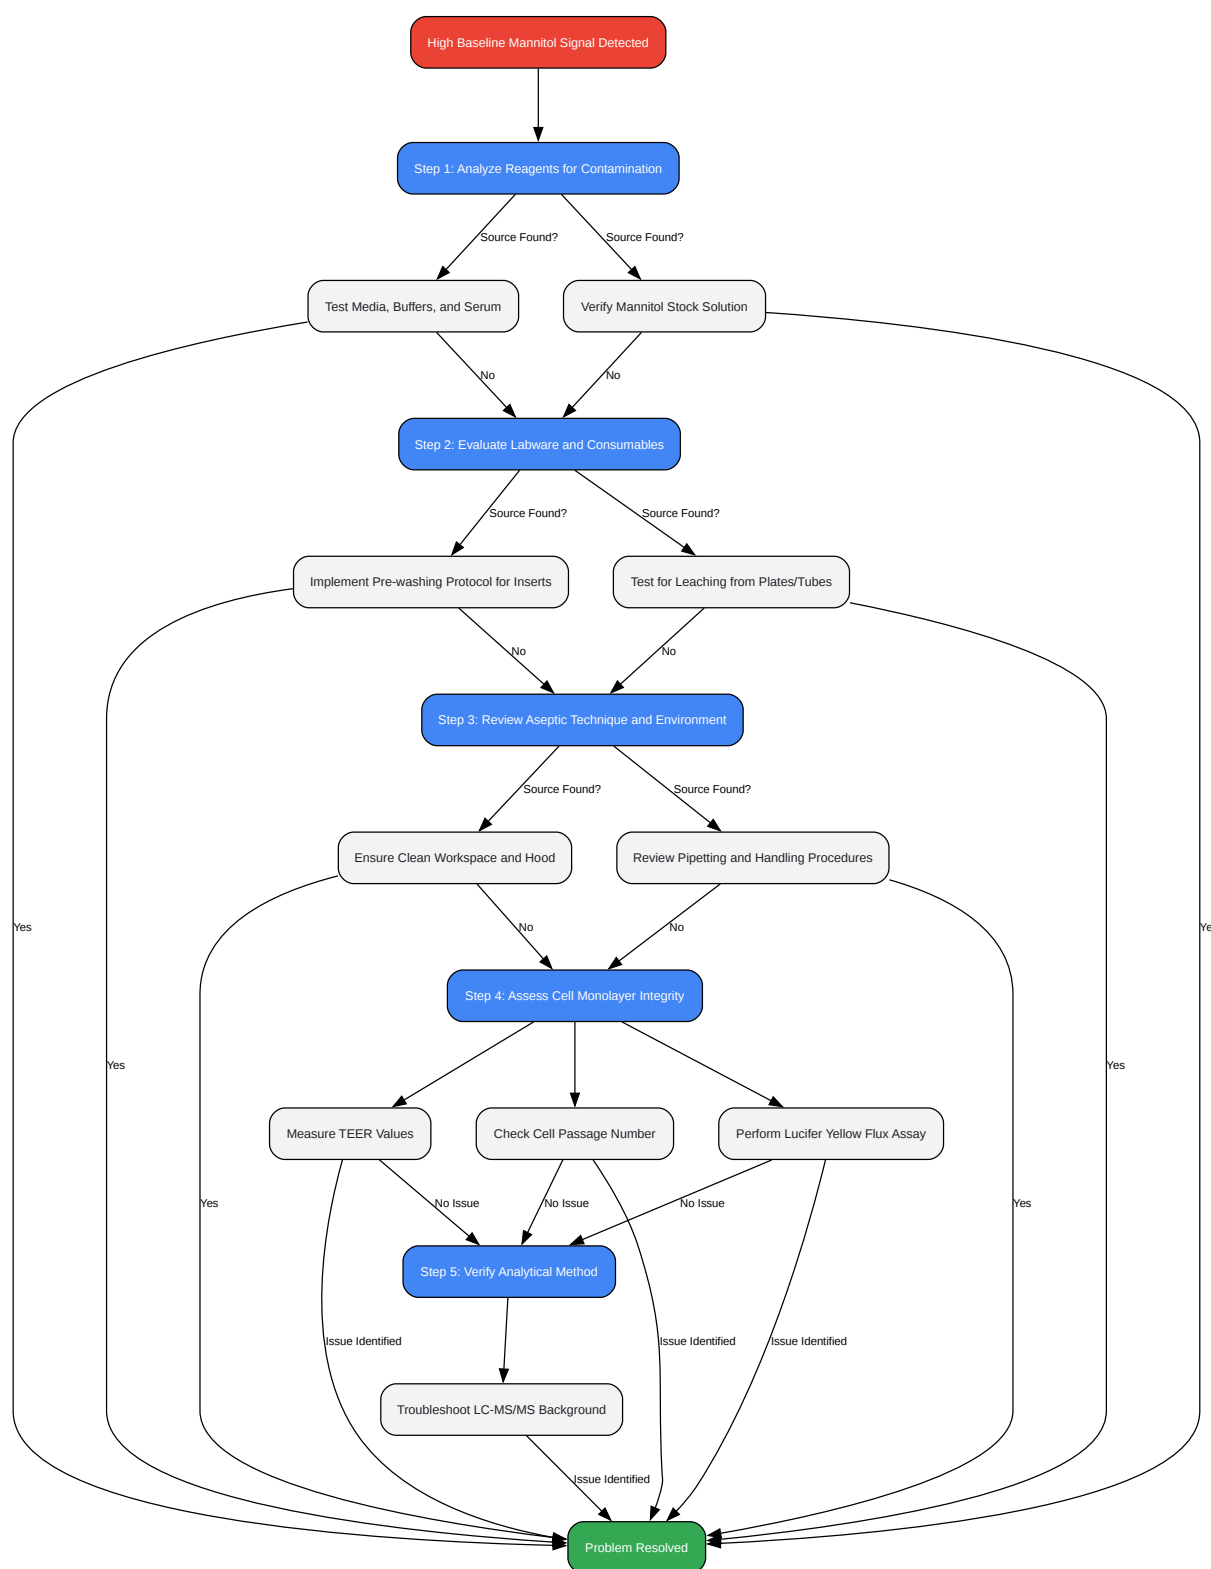 High Baseline Mannitol Signal Detected
Step 1: Analyze Reagents for Contamination
Source Found?
Source Found?
Test Media, Buffers, and Serum
Verify Mannitol Stock Solution
No
No
Step 2: Evaluate Labware and Consumables
Source Found?
Source Found?
Implement Pre-washing Protocol for Inserts
Test for Leaching from Plates/Tubes
No
No
Step 3: Review Aseptic Technique and Environment
Source Found?
Source Found?
Ensure Clean Workspace and Hood
Review Pipetting and Handling Procedures
Yes
No
No
Ye
Step 4: Assess Cell Monolayer Integrity
Yes
Yes
Measure TEER Values
Check Cell Passage Number
Perform Lucifer Yellow Flux Assay
Yes
No Issue
No Issue
No Issue
Yes
Step 5: Verify Analytical Method
Issue Identified
Issue Identified
Issue Identified
Troubleshoot LC-MS/MS Background
Issue Identified
Problem Resolved